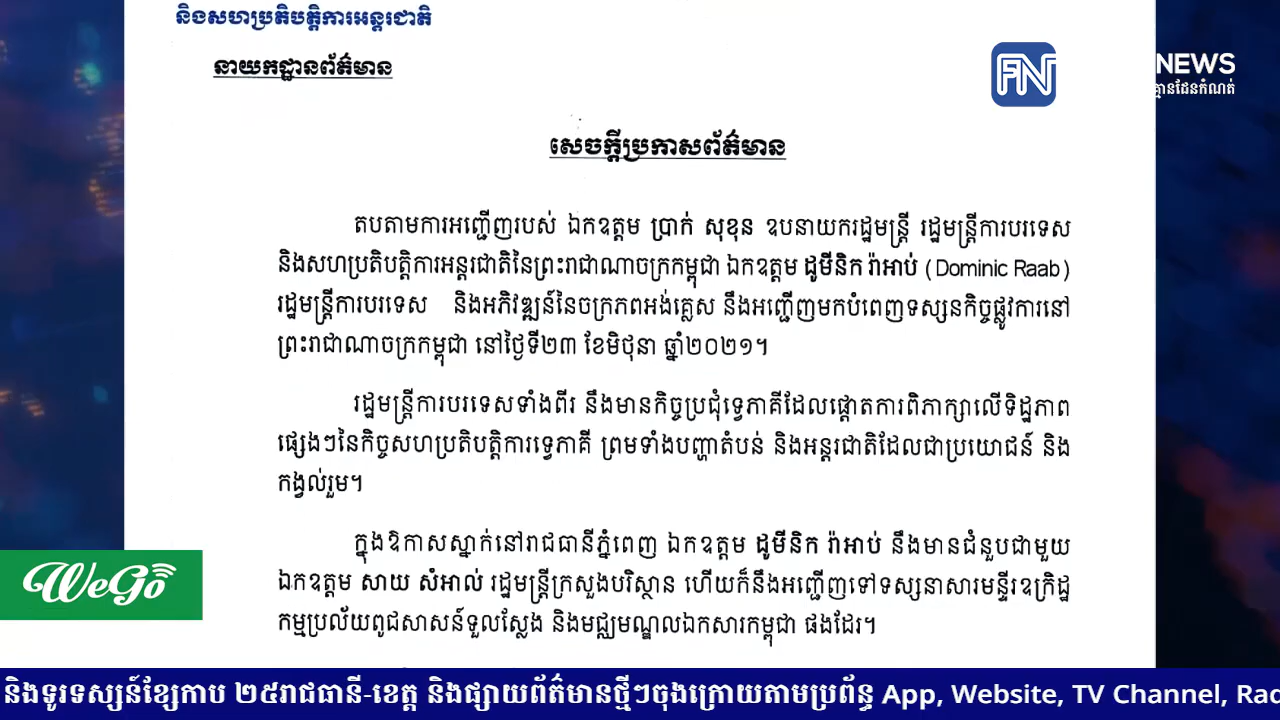 និងសហប្រតិបត្តិការអន្តរជាតិ
នាយកដ្ឋានព័ត៌មាន
FN
NEWS
គ្មានដែនកំណត់
សេចក្តីប្រកាសព័ត៌មាន
តបតាមការអញ្ជើញរបស់ ឯកឧត្តម ប្រាក់ សុខុន ឧបនាយករដ្ឋមន្ត្រី រដ្ឋមន្ត្រីការបរទេស
និងសហប្រតិបត្តិការអន្តរជាតិនៃព្រះរាជាណាចក្រកម្ពុជា ឯកឧត្តម ដូមីនិក រ៉ាអាប់ (Dominic Raab)
រដ្ឋមន្ត្រីការបរទេស និងអភិវឌ្ឍន៍នៃចក្រភពអង់គ្លេស នឹងអញ្ជើញមកបំពេញទស្សនកិច្ចផ្លូវការនៅ
ព្រះរាជាណាចក្រកម្ពុជា នៅថ្ងៃទី២៣ ខែមិថុនា ឆ្នាំ២០២១។
រដ្ឋមន្ត្រីការបរទេសទាំងពីរ នឹងមានកិច្ចប្រជុំទ្វេភាគីដែលផ្តោតការពិភាក្សាលើទិដ្ឋភាព
ផ្សេងៗនៃកិច្ចសហប្រតិបត្តិការទ្វេភាគី ព្រមទាំងបញ្ហាតំបន់ និងអន្តរជាតិដែលជាប្រយោជន៍ និង
កង្វល់រួម។
ក្នុងឱកាសស្នាក់នៅរាជធានីភ្នំពេញ ឯកឧត្តម ដូមីនិក រ៉ាអាប់ នឹងមានជំនួបជាមួយ
ឯកឧត្តម សាយ សំអាល់ រដ្ឋមន្ត្រីក្រសួងបរិស្ថាន ហើយក៏នឹងអញ្ជើញទៅទស្សនាសារមន្ទីរឧក្រិដ្ឋ
កម្មប្រល័យពូជសាសន៍ទួលស្លែង និងមជ្ឈមណ្ឌលឯកសារកម្ពុជា ផងដែរ។
WeGo
និងទូរទស្សន៍ខ្សែកាប ២៥រាជធានី-ខេត្ត និងផ្សាយព័ត៌មានថ្មីៗចុងក្រោយតាមប្រព័ន្ធ App, Website, TV Channel, Rad